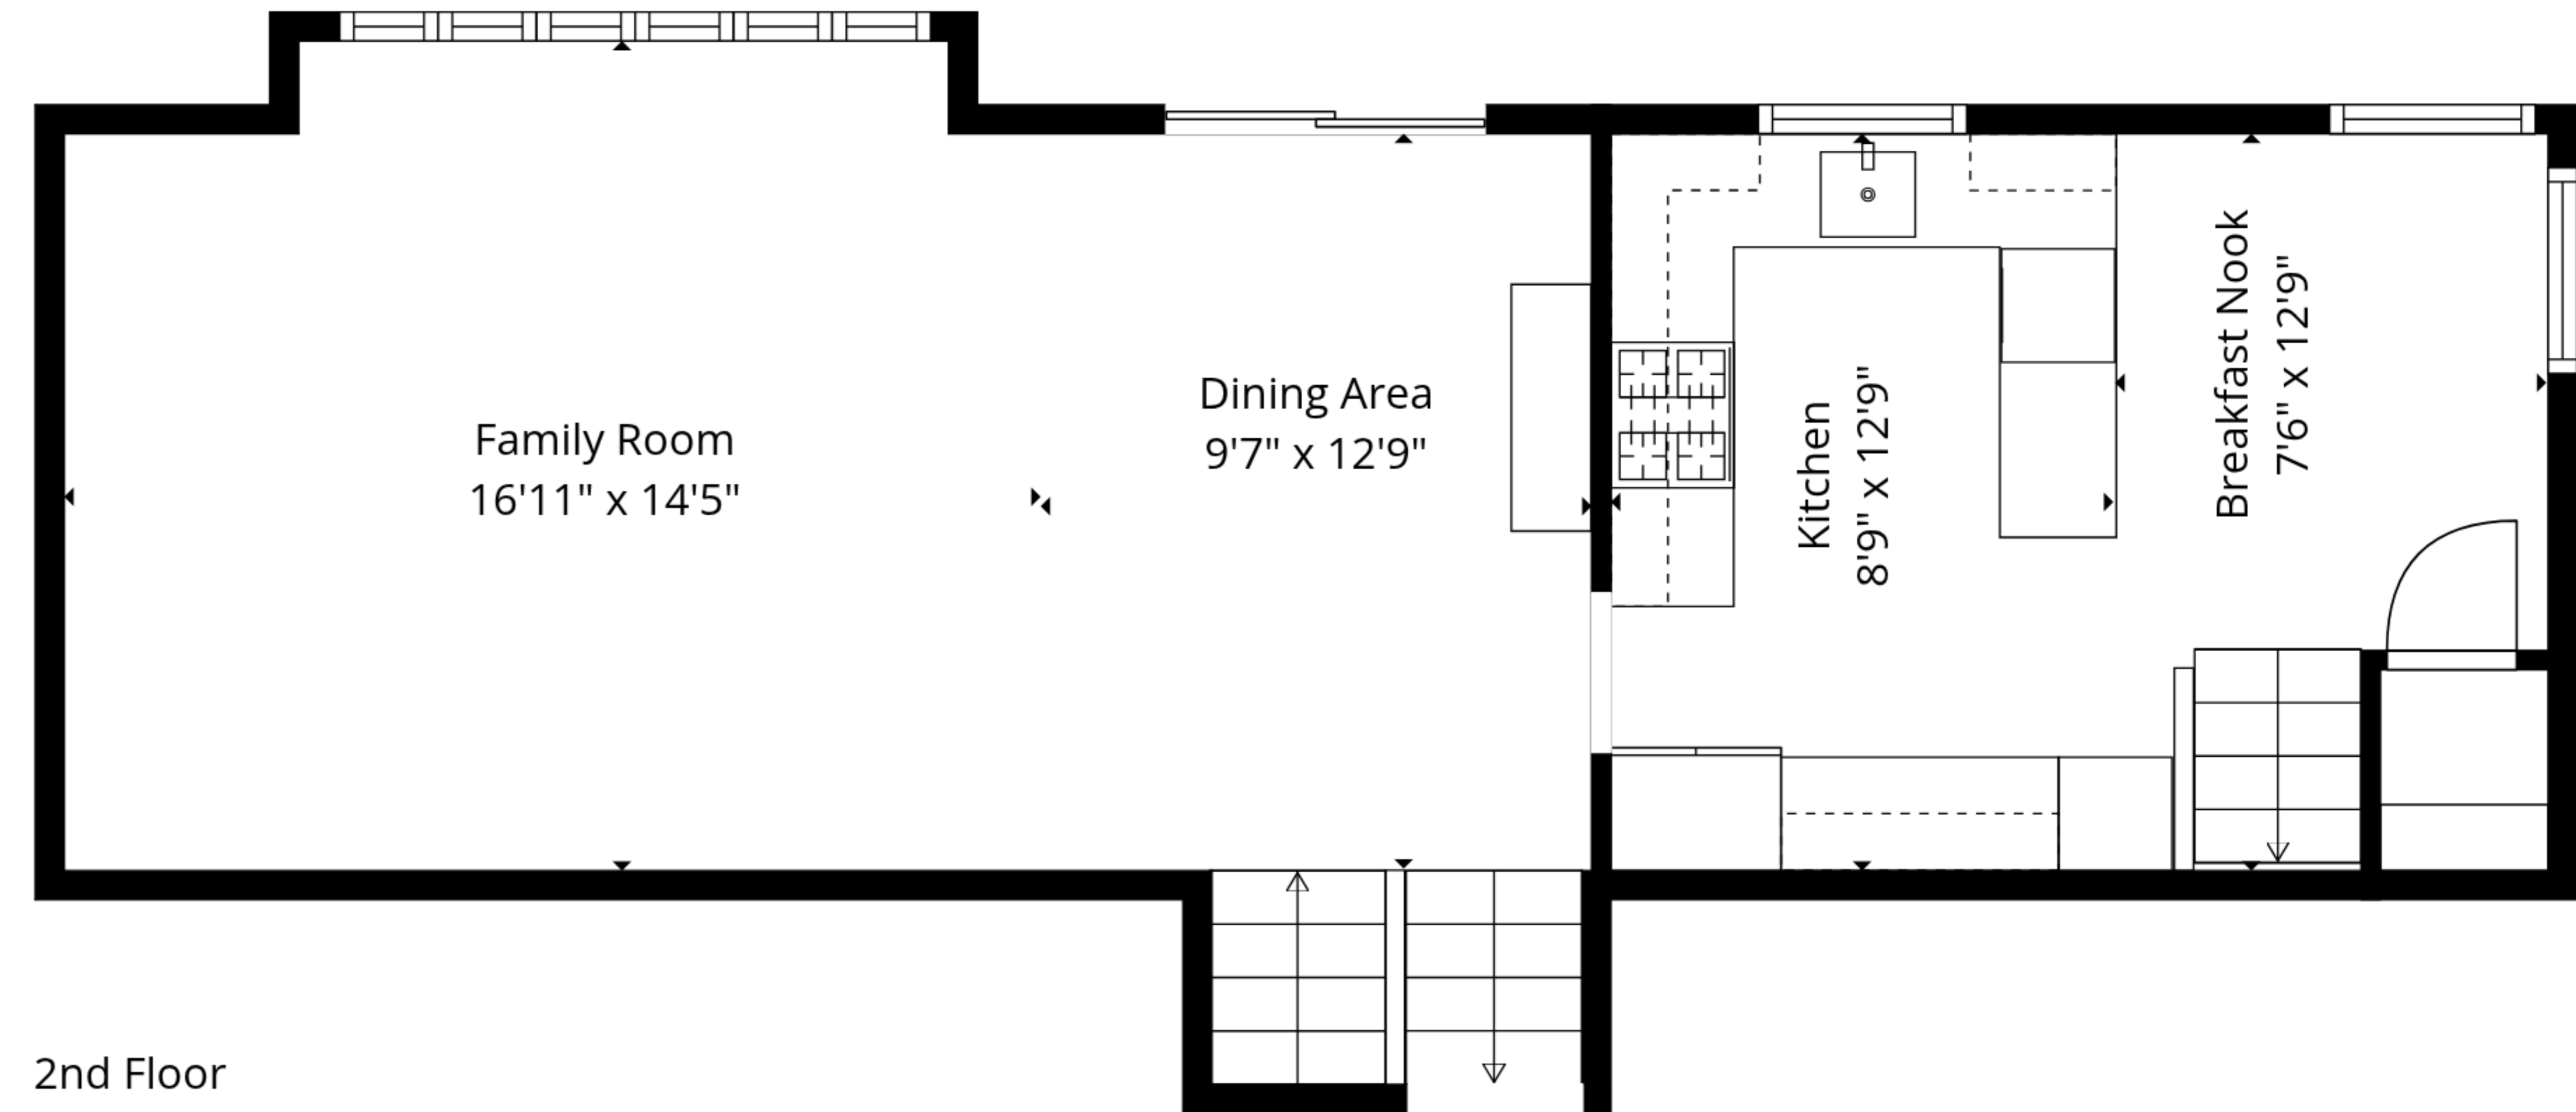 Family Room
16'11" x 14'5"
Dining Area
9'7" x 12'9"
Kitchen
8'9" x 12'9"
Breakfast Nook
7'6" x 12'9"
2nd Floor